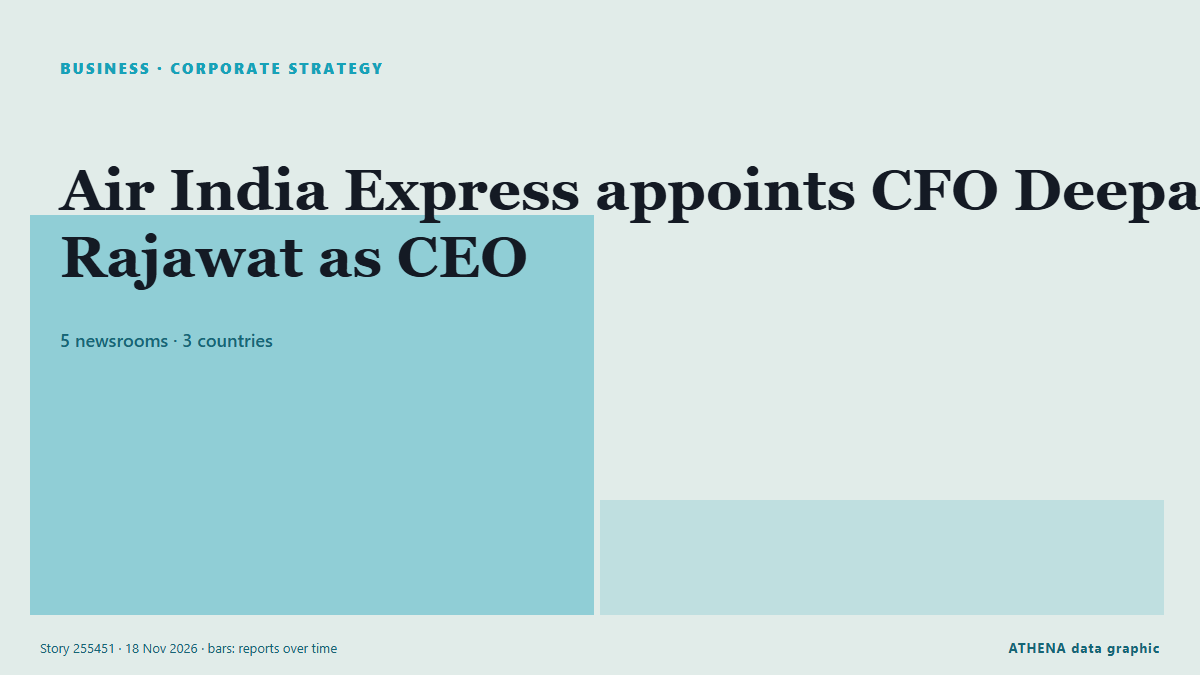 BUSINESS · CORPORATE STRATEGY
Air India Express appoints CFO Deepa
Rajawat as CEO
5 newsrooms · 3 countries
Story 255451 · 18 Nov 2026 · bars: reports over time
ATHENA data graphic